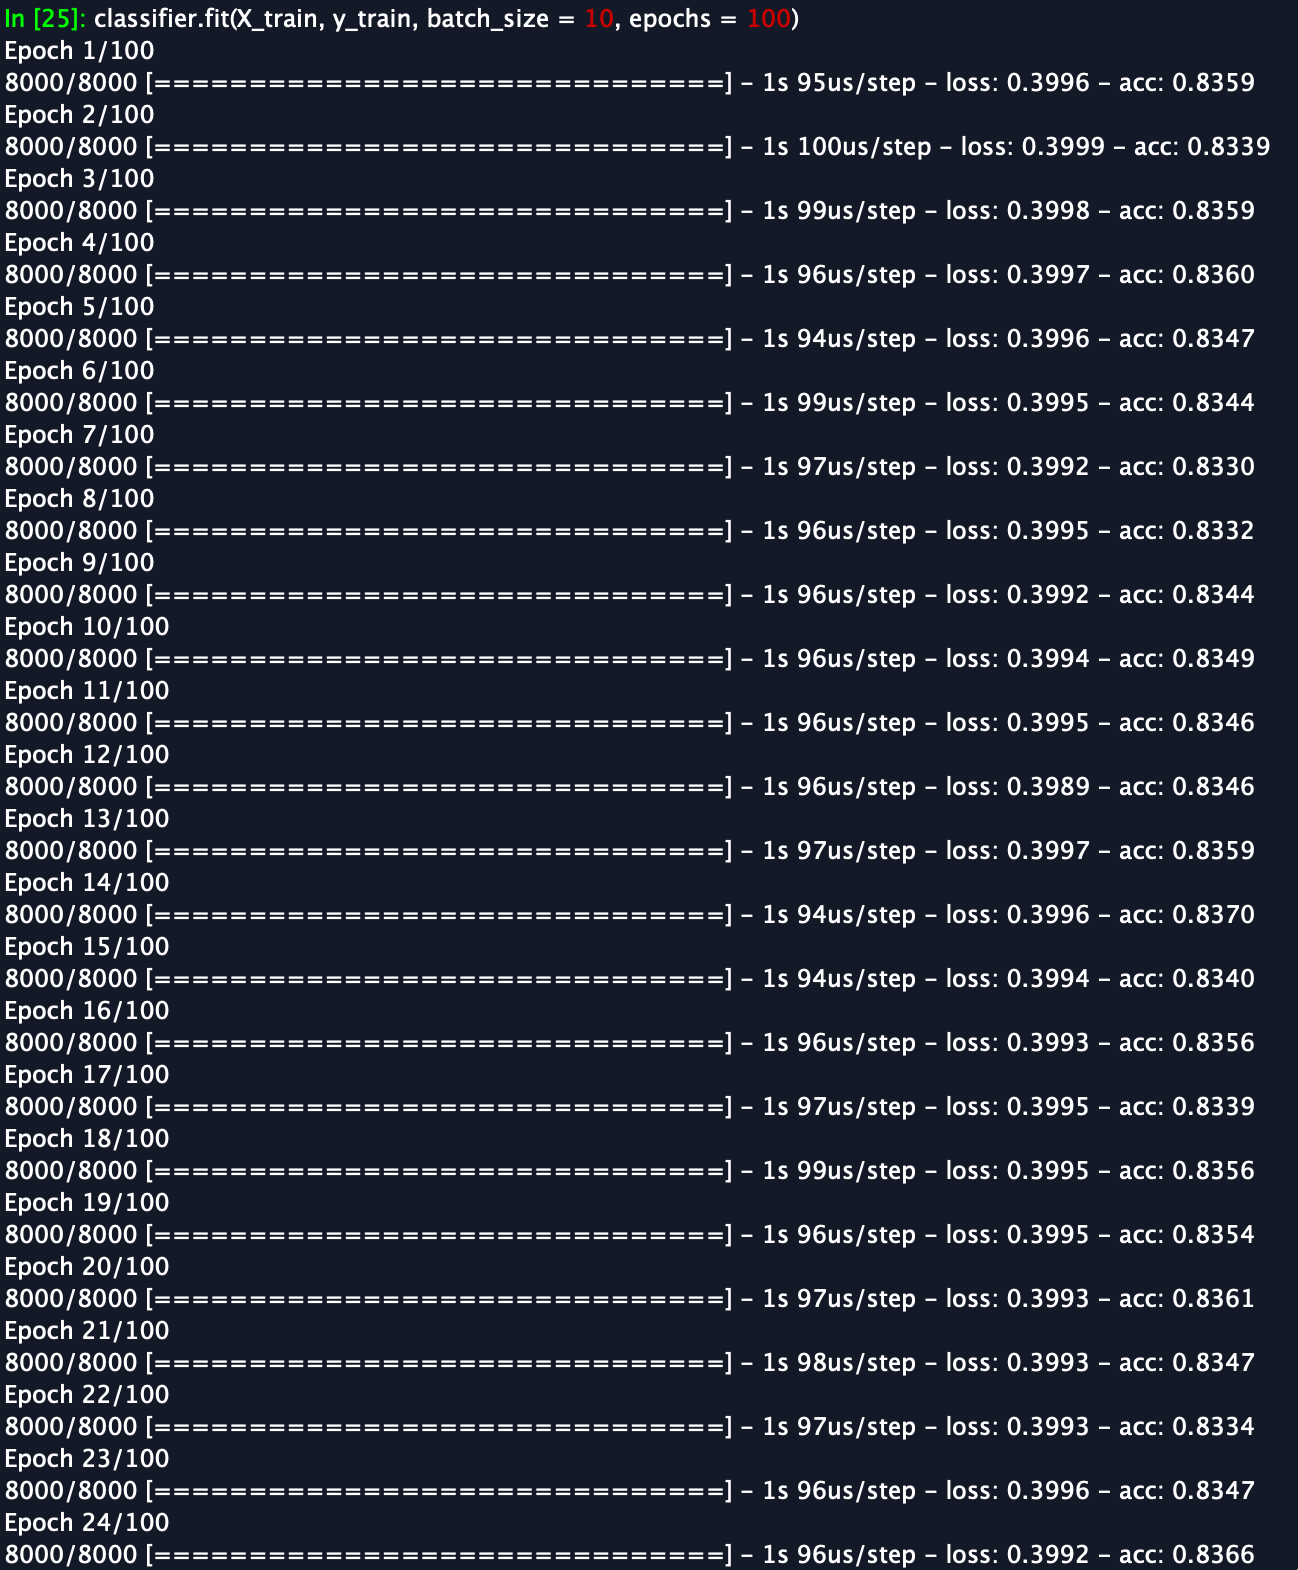 In [25]: classifier.fit(X_train, y_train, batch_size = 10, epochs = 100)
Epoch 1/100
8000/8000 [==============================] - 1s 95us/step - loss: 0.3996 - acc: 0.8359
Epoch 2/100
8000/8000 [==============================] - 1s 100us/step - loss: 0.3999 - acc: 0.8339
Epoch 3/100
8000/8000 [==============================] - 1s 99us/step - loss: 0.3998 - acc: 0.8359
Epoch 4/100
8000/8000 [==============================] - 1s 96us/step - loss: 0.3997 - acc: 0.8360
Epoch 5/100
8000/8000 [==============================] - 1s 94us/step - loss: 0.3996 - acc: 0.8347
Epoch 6/100
8000/8000 [==============================] - 1s 99us/step - loss: 0.3995 - acc: 0.8344
Epoch 7/100
8000/8000 [==============================] - 1s 97us/step - loss: 0.3992 - acc: 0.8330
Epoch 8/100
8000/8000 [==============================] - 1s 96us/step - loss: 0.3995 - acc: 0.8332
Epoch 9/100
8000/8000 [==============================] - 1s 96us/step - loss: 0.3992 - acc: 0.8344
Epoch 10/100
8000/8000 [==============================] - 1s 96us/step - loss: 0.3994 - acc: 0.8349
Epoch 11/100
8000/8000 [==============================] - 1s 96us/step - loss: 0.3995 - acc: 0.8346
Epoch 12/100
8000/8000 [==============================] - 1s 96us/step - loss: 0.3989 - acc: 0.8346
Epoch 13/100
8000/8000 [==============================] - 1s 97us/step - loss: 0.3997 - acc: 0.8359
Epoch 14/100
8000/8000 [==============================] - 1s 94us/step - loss: 0.3996 - acc: 0.8370
Epoch 15/100
8000/8000 [==============================] - 1s 94us/step - loss: 0.3994 - acc: 0.8340
Epoch 16/100
8000/8000 [==============================] - 1s 96us/step - loss: 0.3993 - acc: 0.8356
Epoch 17/100
8000/8000 [==============================] - 1s 97us/step - loss: 0.3995 - acc: 0.8339
Epoch 18/100
8000/8000 [==============================] - 1s 99us/step - loss: 0.3995 - acc: 0.8356
Epoch 19/100
8000/8000 [==============================] - 1s 96us/step - loss: 0.3995 - acc: 0.8354
Epoch 20/100
8000/8000 [==============================] - 1s 97us/step - loss: 0.3993 - acc: 0.8361
Epoch 21/100
8000/8000 [==============================] - 1s 98us/step - loss: 0.3993 - acc: 0.8347
Epoch 22/100
8000/8000 [==============================] - 1s 97us/step - loss: 0.3993 - acc: 0.8334
Epoch 23/100
8000/8000 [==============================] - 1s 96us/step - loss: 0.3996 - acc: 0.8347
Epoch 24/100
8000/8000 [==============================] - 1s 96us/step - loss: 0.3992 - acc: 0.8366